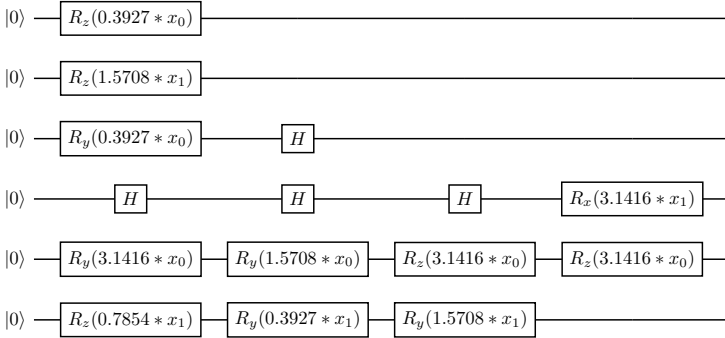 |0⟩ R_z(0.3927 * x_0)
|0⟩ R_z(1.5708 * x_1)
|0⟩ R_y(0.3927 * x_0) H
|0⟩ H H H R_x(3.1416 * x_1)
|0⟩ R_y(3.1416 * x_0) R_y(1.5708 * x_0) R_z(3.1416 * x_0) R_z(3.1416 * x_0)
|0⟩ R_z(0.7854 * x_1) R_y(0.3927 * x_1) R_y(1.5708 * x_1)